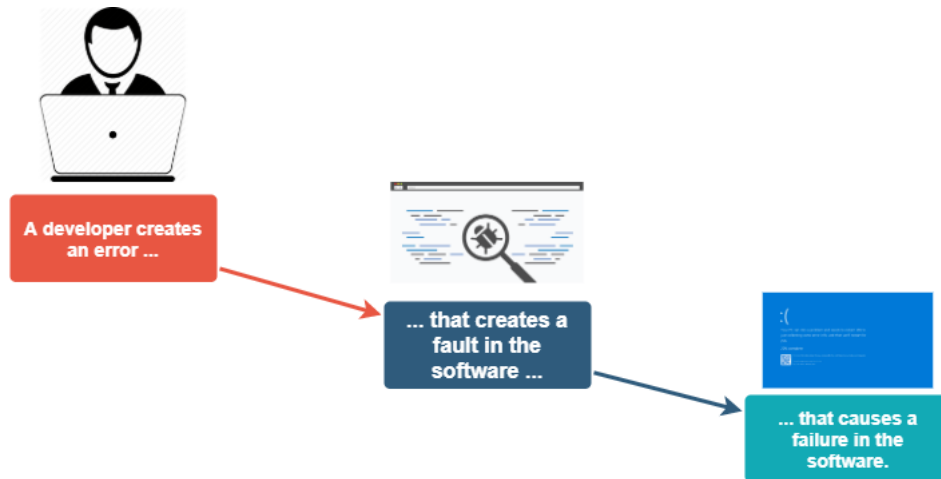 A developer creates
an error ...
... that creates a
fault in the
software ...
:(
... that causes a
failure in the
software.